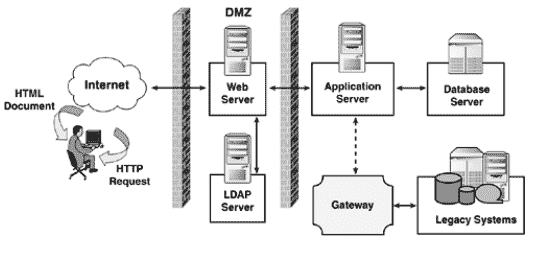 DMZ
Internet
HTML
Document
HTTP
Request
Web
Server
LDAP
Server
Application
Server
Database
Server
Gateway
Legacy Systems